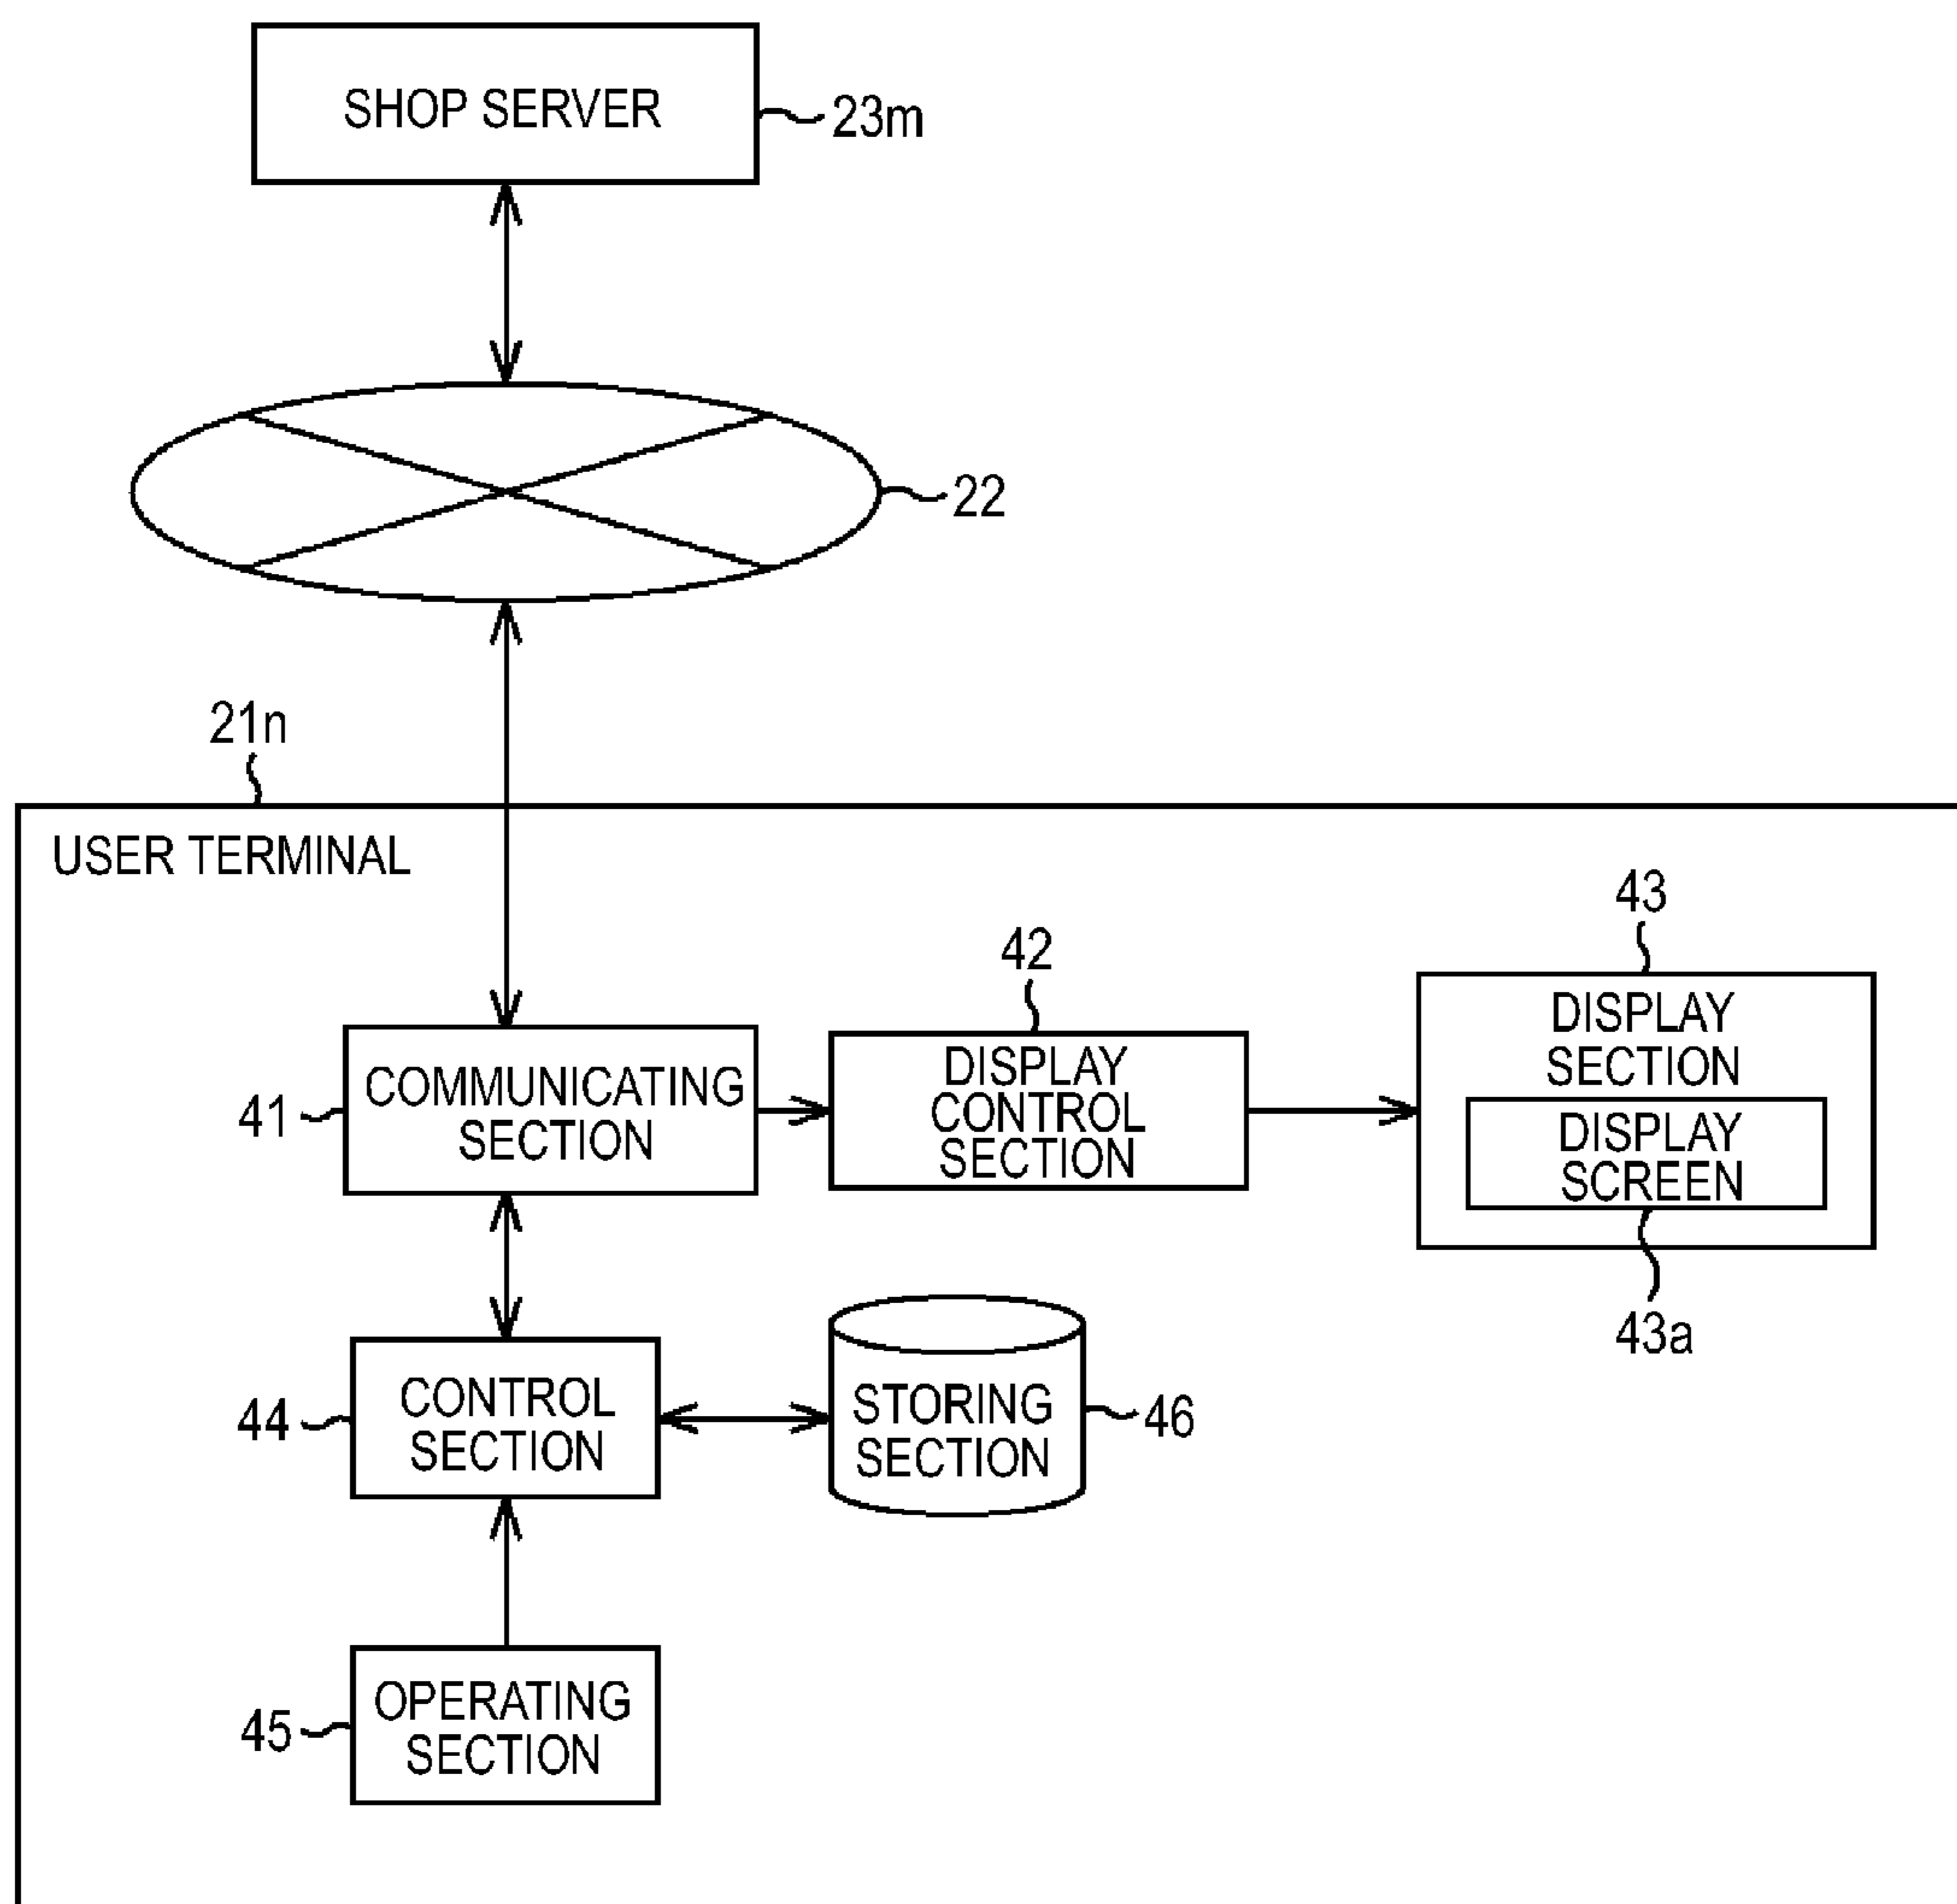 SHOP SERVER
23m
22
21n
USER TERMINAL
43
42
DISPLAY
SECTION
DISPLAY
SCREEN
43a
DISPLAY
CONTROL
SECTION
COMMUNICATING
SECTION
41
CONTROL
SECTION
44
STORING
SECTION
46
OPERATING
SECTION
45